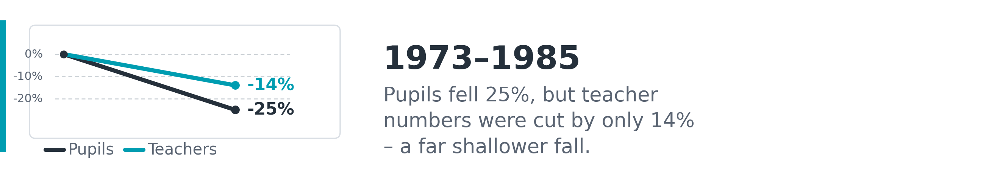 0%
-10%
-20%
-14%
-25%
Pupils
Teachers
1973–1985
Pupils fell 25%, but teacher
numbers were cut by only 14%
– a far shallower fall.